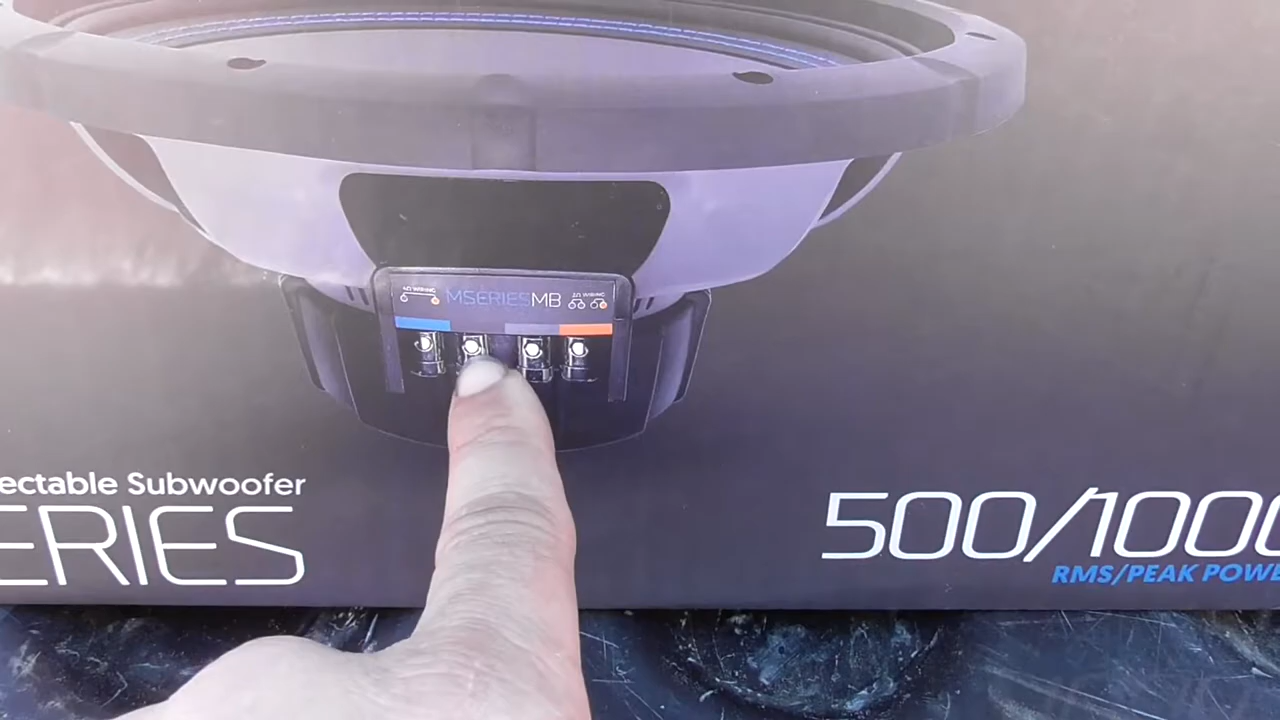 4Ω WIRING
MSERIESMB
2Ω WIRING
ectable Subwoofer
ERIES
500/1000
RMS/PEAK POWE